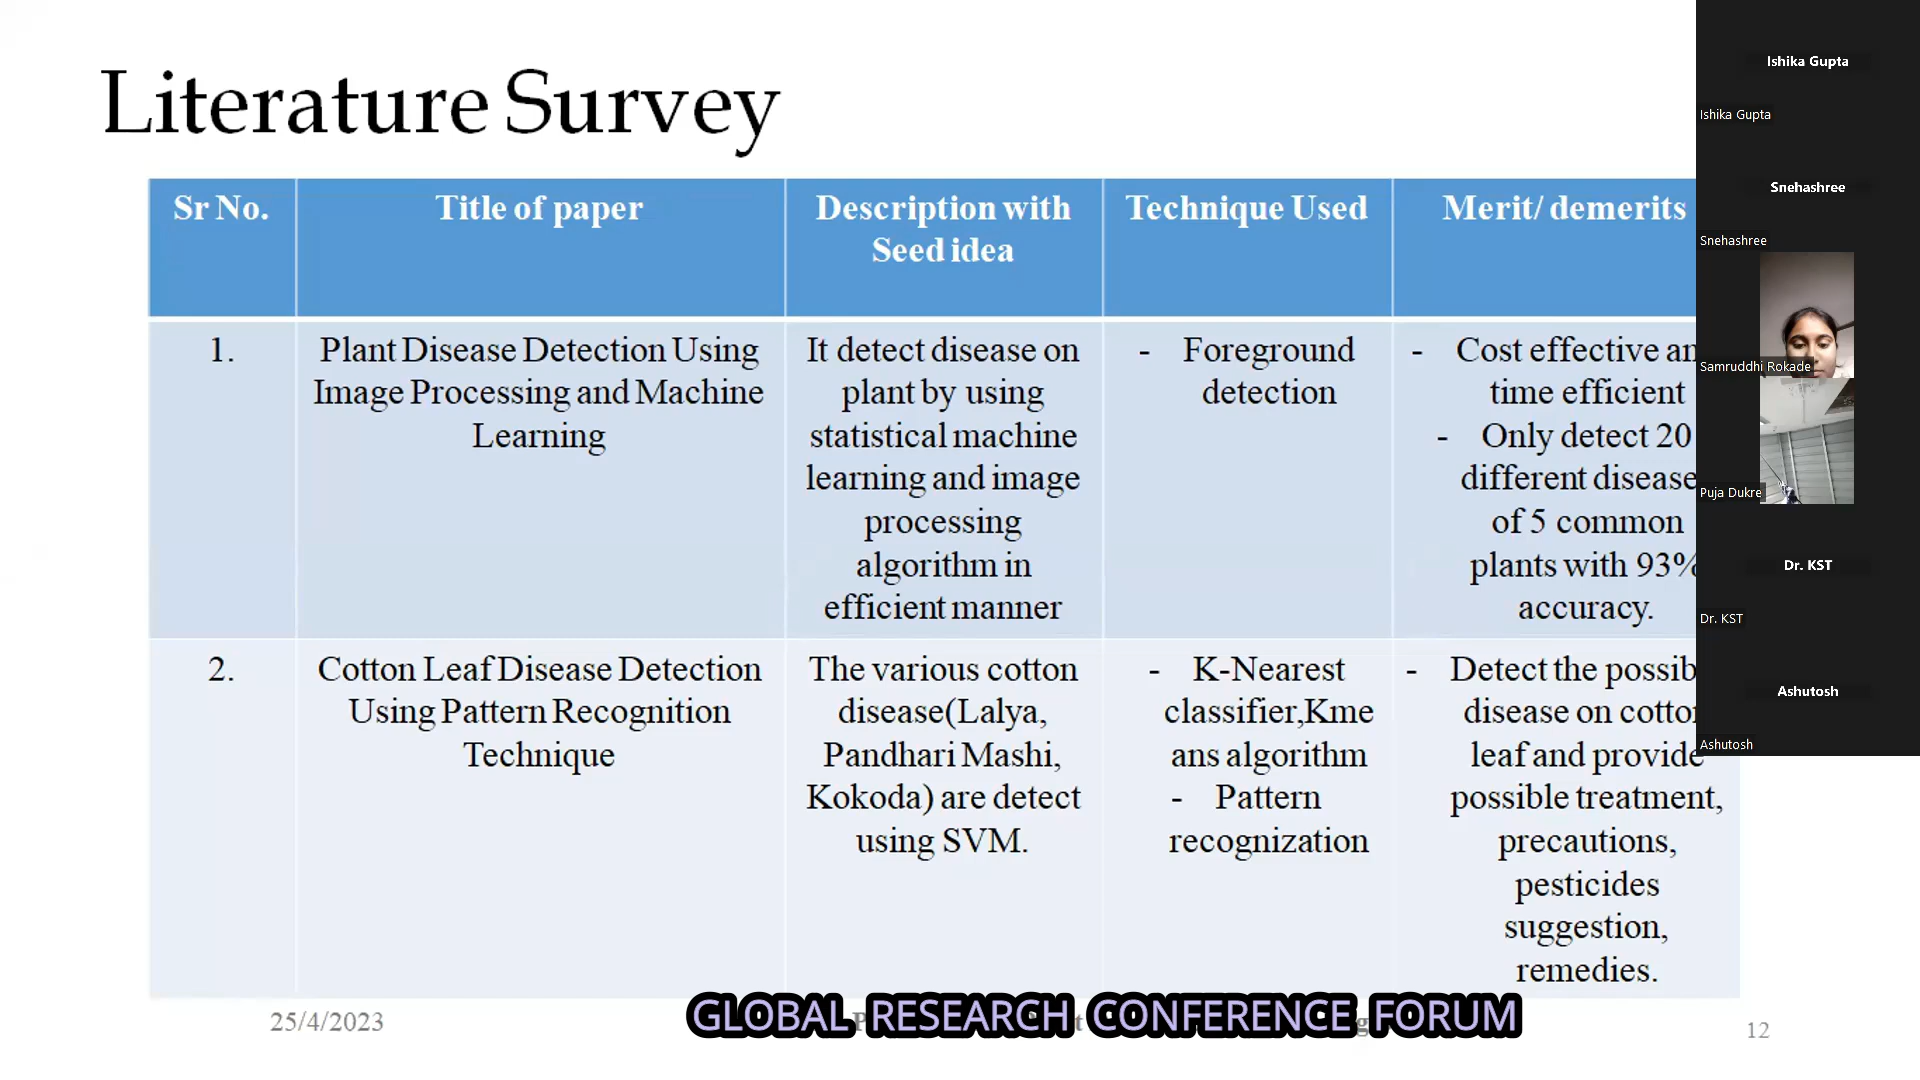 Literature Survey
Sr No.
Title of paper
Description with
Seed idea
Technique Used
Merit/ demerits
1.
Plant Disease Detection Using
Image Processing and Machine
Learning
It detect disease on
plant by using
statistical machine
learning and image
processing
algorithm in
efficient manner
- Foreground
detection
- Cost effective an
time efficient
- Only detect 20
different disease
of 5 common
plants with 93%
accuracy.
2.
Cotton Leaf Disease Detection
Using Pattern Recognition
Technique
The various cotton
disease(Lalya,
Pandhari Mashi,
Kokoda) are detect
using SVM.
- K-Nearest
classifier,Kme
ans algorithm
- Pattern
recognization
- Detect the possib
disease on cotto
leaf and provide
possible treatment,
precautions,
pesticides
suggestion,
remedies.
25/4/2023
GLOBAL RESEARCH CONFERENCE FORUM
12
Ishika Gupta
Ishika Gupta
Snehashree
Snehashree
Samruddhi Rokade
Puja Dukre
Dr. KST
Dr. KST
Ashutosh
Ashutosh